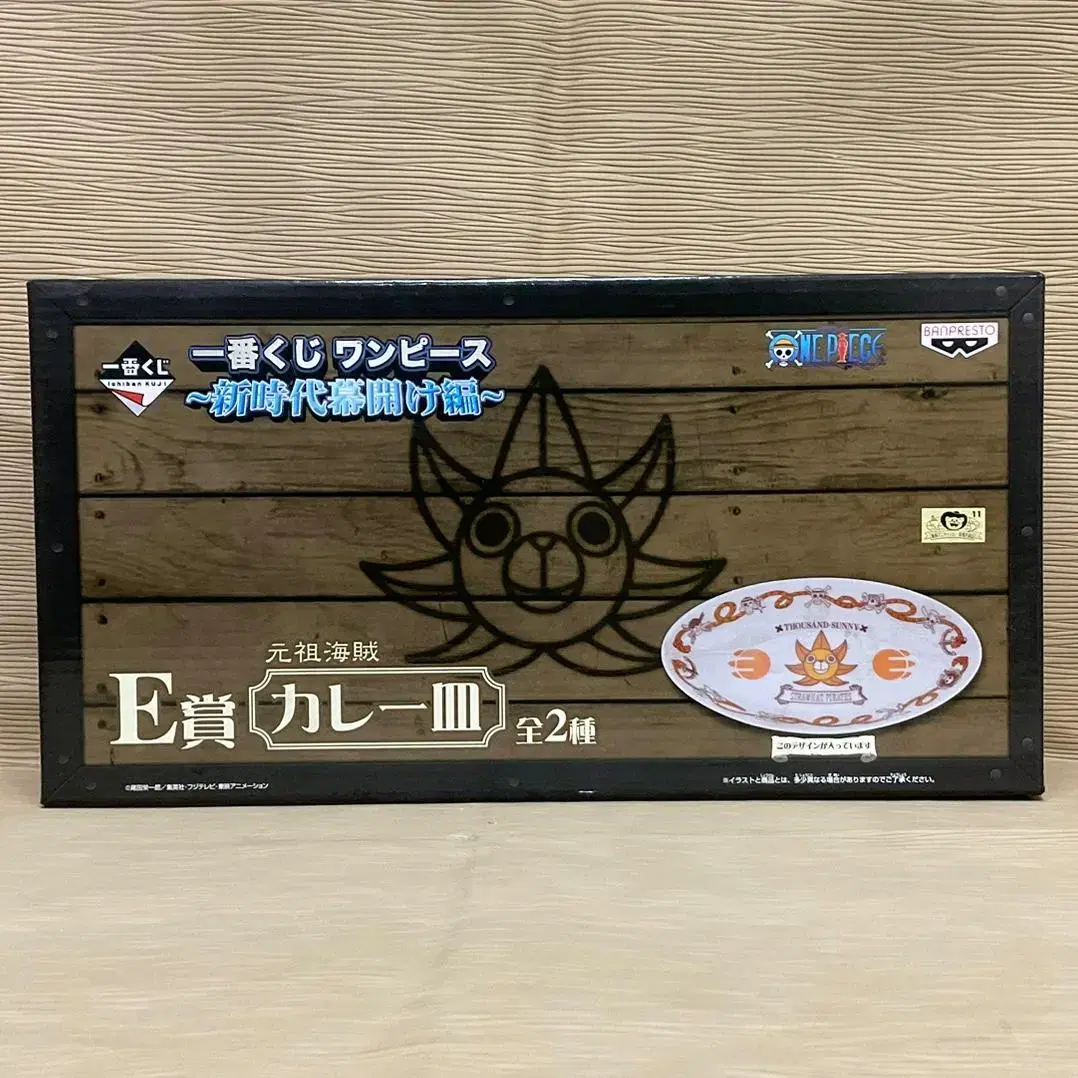 一番くじ
Ichiban KUJI
一番くじ ワンピース
~新時代幕開け編~
ONE PIECE
BANPRESTO
11
THOUSAND·SUNNY
STRAWHAT PIRATES
元祖海賊
E賞 カレー皿 全2種
このデザインが入っています
©尾田栄一郎/集英社・フジテレビ・東映アニメーション
※イラストと商品とは、多少異なる場合がありますのでご了承ください。